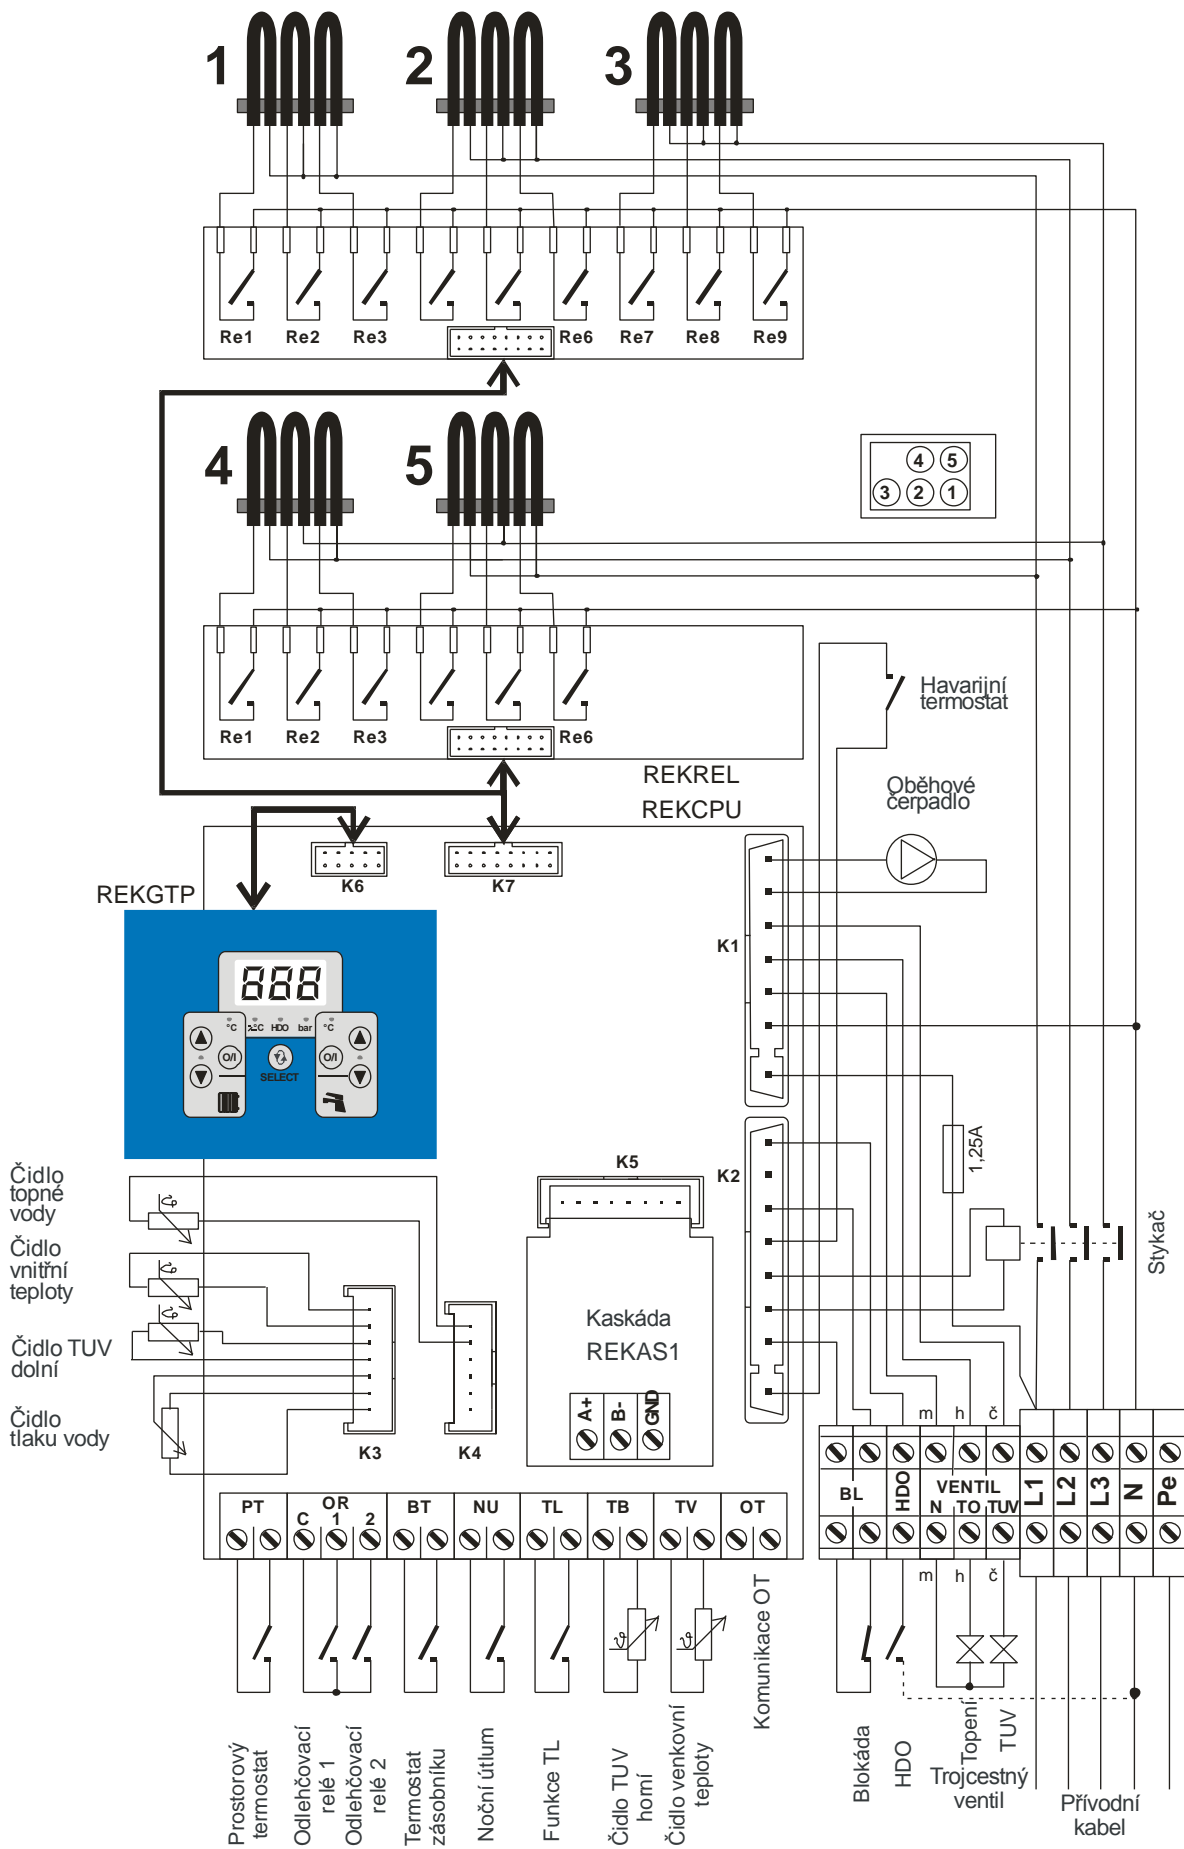 1 2 3
Re1 Re2 Re3 Re6 Re7 Re8 Re9
4 5
4 5
3 2 1
Re1 Re2 Re3 Re6
Havarijní
termostat
REKREL
REKCPU
Oběhové
čerpadlo
K6 K7
REKGTP
K1
888
°C °C HDO bar °C
O/I O/I
SELECT
1,25A
K5
K2
Čidlo
topné
vody
Čidlo
vnitřní
teploty
Čidlo TUV
dolní
Čidlo
tlaku vody
Stykač
Kaskáda
REKAS1
A+ B- GND
K3 K4
m h č
PT OR BT NU TL TB TV OT
C 1 2
BL HDO VENTIL L1 L2 L3 N Pe
N TO TUV
m h č
Prostorový
termostat
Odlehčovací
relé 1
Odlehčovací
relé 2
Termostat
zásobníku
Noční útlum
Funkce TL
Čidlo TUV
horní
Čidlo venkovní
teploty
Komunikace OT
Blokáda
HDO
Topení
TUV
Trojcestný
ventil
Přívodní
kabel